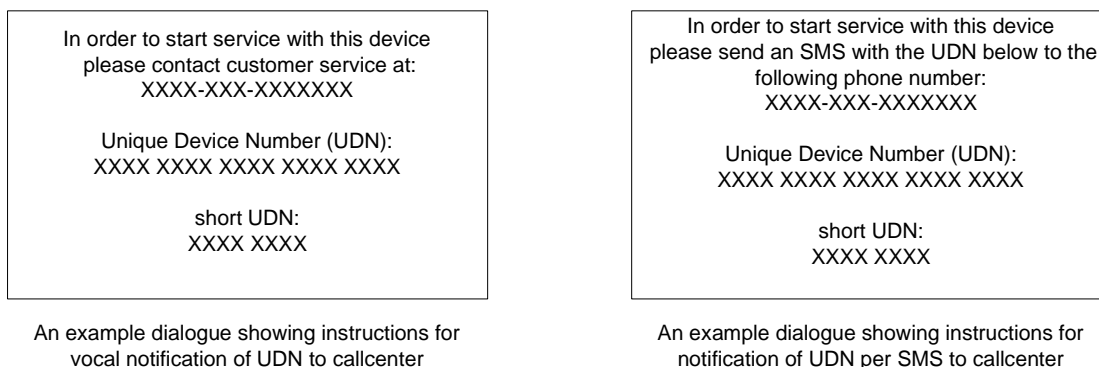 In order to start service with this device
please contact customer service at:
XXXX-XXX-XXXXXXX
Unique Device Number (UDN):
XXXX XXXX XXXX XXXX XXXX
short UDN:
XXXX XXXX
An example dialogue showing instructions for
vocal notification of UDN to callcenter
In order to start service with this device
please send an SMS with the UDN below to the
following phone number:
XXXX-XXX-XXXXXXX
Unique Device Number (UDN):
XXXX XXXX XXXX XXXX XXXX
short UDN:
XXXX XXXX
An example dialogue showing instructions for
notification of UDN per SMS to callcenter